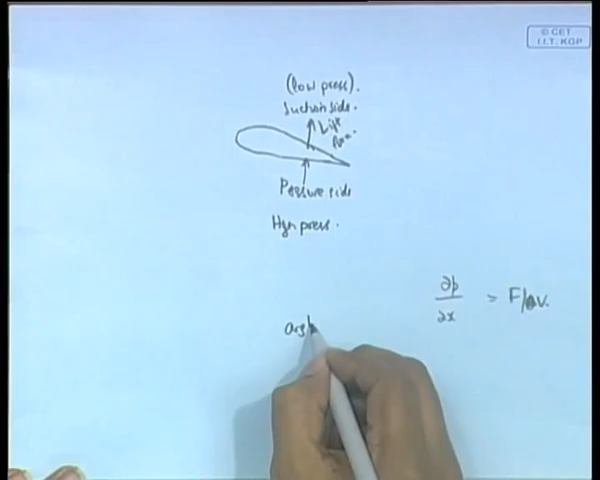 © CET
I.I.T. KGP
(low press).
Suction side.
Lift
Pressure side
High press.
∂p/∂x = F/